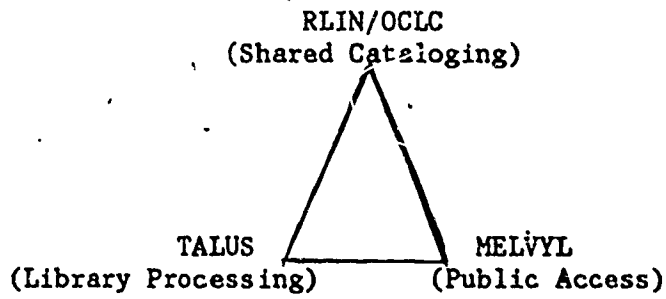 RLIN/OCLC
(Shared Cataloging)
TALUS
MELVYL
(Library Processing)
(Public Access)